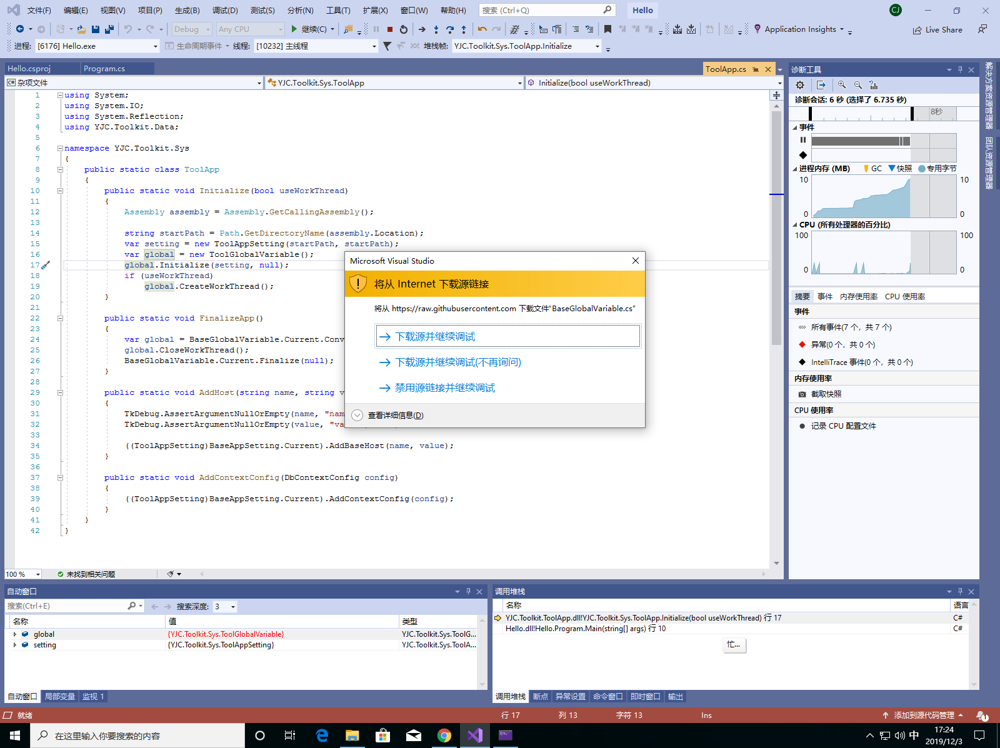 文件(F) 编辑(E) 视图(V) 项目(P) 生成(B) 调试(D) 测试(S) 分析(N) 工具(T) 扩展(X) 窗口(W) 帮助(H) 搜索 (Ctrl+Q) Hello CJ
Debug Any CPU 继续(C) Application Insights Live Share
进程: [6176] Hello.exe 生命周期事件 线程: [10232] 主线程 堆栈帧: YJC.Toolkit.Sys.ToolApp.Initialize
Hello.csproj Program.cs ToolApp.cs
杂项文件 YJC.Toolkit.Sys.ToolApp Initialize(bool useWorkThread)
1 using System;
2 using System.IO;
3 using System.Reflection;
4 using YJC.Toolkit.Data;
5
6 namespace YJC.Toolkit.Sys
7 {
8 public static class ToolApp
9 {
10 public static void Initialize(bool useWorkThread)
11 {
12 Assembly assembly = Assembly.GetCallingAssembly();
13
14 string startPath = Path.GetDirectoryName(assembly.Location);
15 var setting = new ToolAppSetting(startPath, startPath);
16 var global = new ToolGlobalVariable();
17 global.Initialize(setting, null);
18 if (useWorkThread)
19 global.CreateWorkThread();
20 }
21
22 public static void FinalizeApp()
23 {
24 var global = BaseGlobalVariable.Current.Conv
25 global.CloseWorkThread();
26 BaseGlobalVariable.Current.Finalize(null);
27 }
28
29 public static void AddHost(string name, string v
30 {
31 TkDebug.AssertArgumentNullOrEmpty(name, "nam
32 TkDebug.AssertArgumentNullOrEmpty(value, "va
33
34 ((ToolAppSetting)BaseAppSetting.Current).AddBaseHost(name, value);
35 }
36
37 public static void AddContextConfig(DbContextConfig config)
38 {
39 ((ToolAppSetting)BaseAppSetting.Current).AddContextConfig(config);
40 }
41 }
42 }
100 % 未找到相关问题
Microsoft Visual Studio
将从 Internet 下载源链接
将从 https://raw.githubusercontent.com 下载文件“BaseGlobalVariable.cs”
下载源并继续调试
下载源并继续调试(不再询问)
禁用源链接并继续调试
查看详细信息(D)
诊断工具
诊断会话: 6 秒 (选择了 6.735 秒)
8秒
事件
进程内存 (MB) GC 快照 专用字节
10 10
0 0
CPU (所有处理器的百分比)
100 100
0 0
摘要 事件 内存使用率 CPU 使用率
事件
所有事件(7 个，共 7 个)
异常(0 个，共 0 个)
IntelliTrace 事件(0 个，共 0 个)
内存使用率
截取快照
CPU 使用率
记录 CPU 配置文件
解决方案资源管理器
团队资源管理器
自动窗口
搜索(Ctrl+E) 搜索深度: 3
名称 值 类型
global {YJC.Toolkit.Sys.ToolGlobalVariable} YJC.Toolkit.Sys.ToolG...
setting {YJC.Toolkit.Sys.ToolAppSetting} YJC.Toolkit.Sys.ToolA...
自动窗口 局部变量 监视 1
调用堆栈
名称 语言
YJC.Toolkit.ToolApp.dll!YJC.Toolkit.Sys.ToolApp.Initialize(bool useWorkThread) 行 17 C#
Hello.dll!Hello.Program.Main(string[] args) 行 10 C#
忙...
调用堆栈 断点 异常设置 命令窗口 即时窗口 输出
就绪 行 17 列 13 字符 13 Ins 添加到源代码管理 1
在这里输入你要搜索的内容 中 17:24
2019/12/3